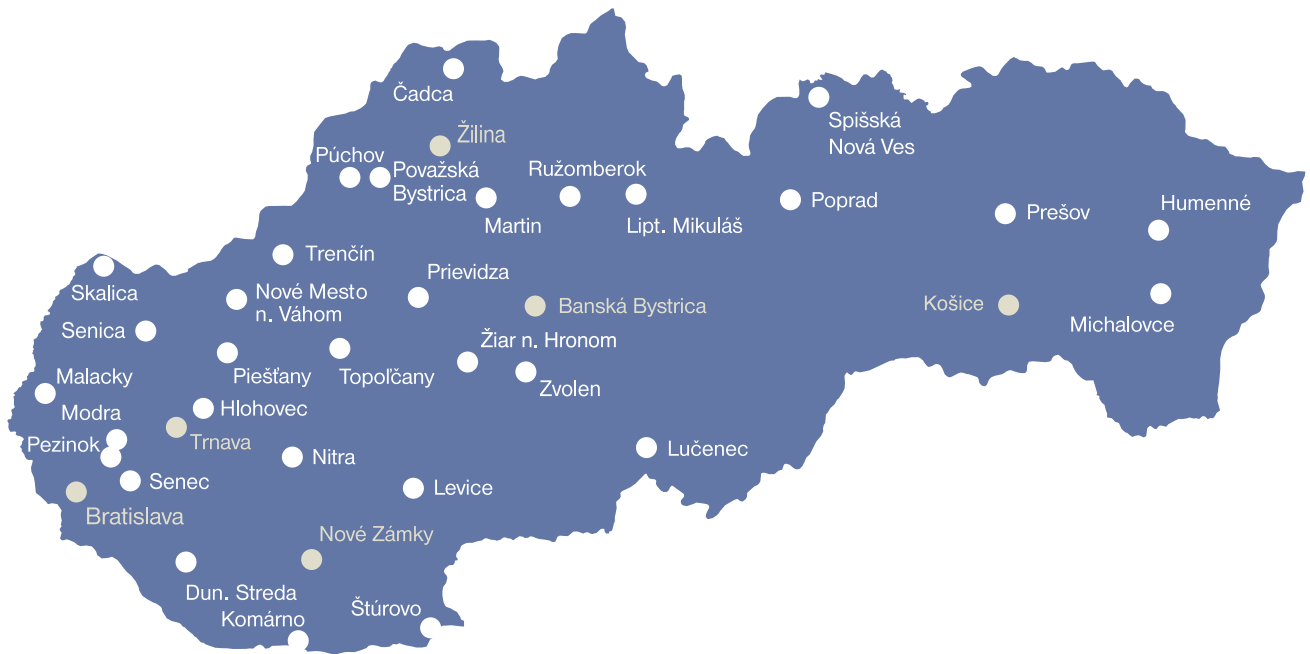 Čadca
Žilina
Spišská
Nová Ves
Púchov
Považská
Bystrica
Ružomberok
Martin
Lipt. Mikuláš
Poprad
Prešov
Humenné
Trenčín
Prievidza
Skalica
Nové Mesto
n. Váhom
Banská Bystrica
Košice
Michalovce
Senica
Žiar n. Hronom
Piešťany
Topoľčany
Zvolen
Malacky
Modra
Hlohovec
Pezinok
Trnava
Nitra
Lučenec
Senec
Levice
Bratislava
Nové Zámky
Dun. Streda
Komárno
Štúrovo